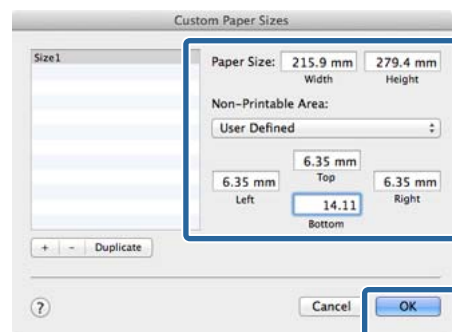 Custom Paper Sizes
Size1
Paper Size: 215.9 mm 279.4 mm
Width Height
Non-Printable Area:
User Defined
6.35 mm
Top
6.35 mm 6.35 mm
Left Right
14.11
Bottom
+ - Duplicate
? Cancel OK